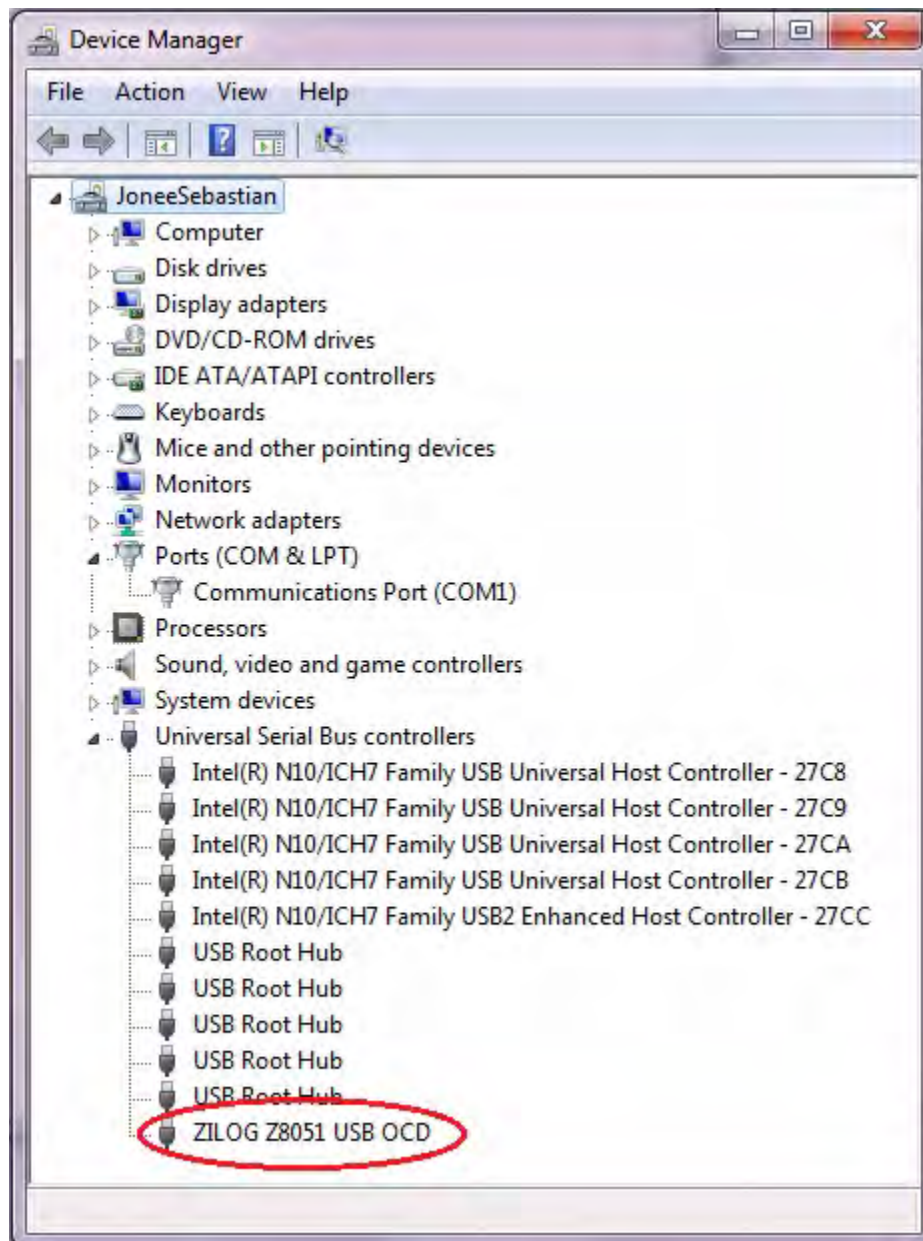 Device Manager
File Action View Help
JoneeSebastian
Computer
Disk drives
Display adapters
DVD/CD-ROM drives
IDE ATA/ATAPI controllers
Keyboards
Mice and other pointing devices
Monitors
Network adapters
Ports (COM & LPT)
Communications Port (COM1)
Processors
Sound, video and game controllers
System devices
Universal Serial Bus controllers
Intel(R) N10/ICH7 Family USB Universal Host Controller - 27C8
Intel(R) N10/ICH7 Family USB Universal Host Controller - 27C9
Intel(R) N10/ICH7 Family USB Universal Host Controller - 27CA
Intel(R) N10/ICH7 Family USB Universal Host Controller - 27CB
Intel(R) N10/ICH7 Family USB2 Enhanced Host Controller - 27CC
USB Root Hub
USB Root Hub
USB Root Hub
USB Root Hub
USB Root Hub
ZILOG Z8051 USB OCD